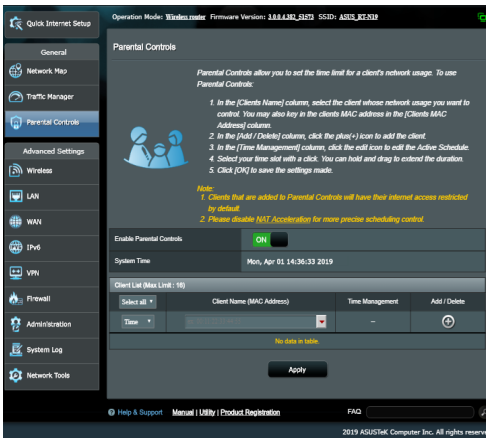 Quick Internet Setup
Operation Mode: Wireless router Firmware Version: 3.0.0.4.382_51573 SSID: ASUS_RT-N19
General
Network Map
Traffic Manager
Parental Controls
Advanced Settings
Wireless
LAN
WAN
IPv6
VPN
Firewall
Administration
System Log
Network Tools
Parental Controls
Parental Controls allow you to set the time limit for a client's network usage. To use
Parental Controls:
1. In the [Clients Name] column, select the client whose network usage you want to
control. You may also key in the clients MAC address in the [Clients MAC
Address] column.
2. In the [Add / Delete] column, click the plus(+) icon to add the client.
3. In the [Time Management] column, click the edit icon to edit the Active Schedule.
4. Select your time slot with a click. You can hold and drag to extend the duration.
5. Click [OK] to save the settings made.
Note:
1. Clients that are added to Parental Controls will have their internet access restricted
by default.
2. Please disable NAT Acceleration for more precise scheduling control.
Enable Parental Controls ON
System Time Mon, Apr 01 14:36:33 2019
Client List (Max Limit : 16)
Select all Client Name (MAC Address) Time Management Add / Delete
Time –
No data in table.
Apply
Help & Support Manual | Utility | Product Registration FAQ
2019 ASUSTeK Computer Inc. All rights reserve